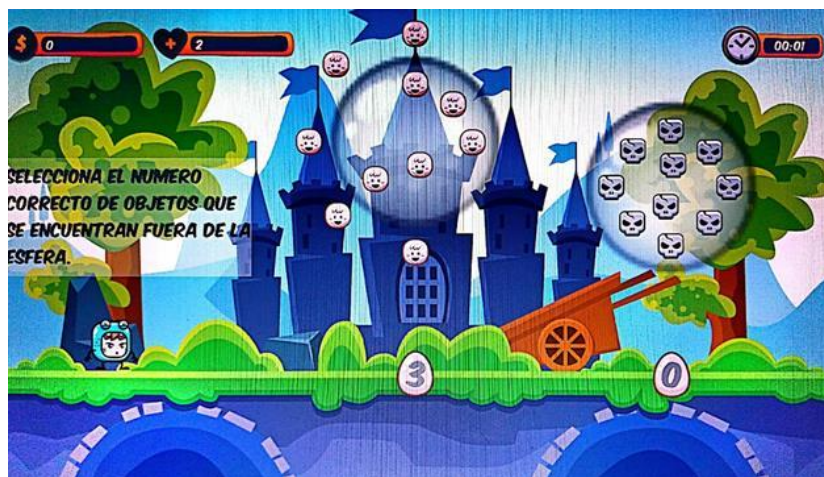 $ 0
+ 2
00:01
SELECCIONA EL NUMERO
CORRECTO DE OBJETOS QUE
SE ENCUENTRAN FUERA DE LA
ESFERA.
3
0